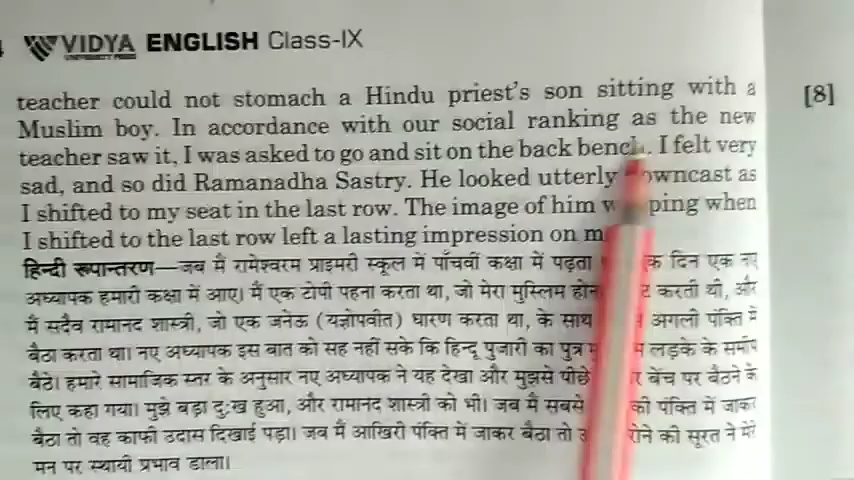 VIDYA ENGLISH Class-IX
UNIVERSITY PRESS
teacher could not stomach a Hindu priest's son sitting with a
[8]
Muslim boy. In accordance with our social ranking as the new
teacher saw it, I was asked to go and sit on the back bench. I felt very
sad, and so did Ramanadha Sastry. He looked utterly downcast as
I shifted to my seat in the last row. The image of him weeping when
I shifted to the last row left a lasting impression on
हिन्दी रूपान्तरण—जब मैं रामेश्वरम प्राइमरी स्कूल में पाँचवीं कक्षा में पढ़ता एक दिन एक नए
अध्यापक हमारी कक्षा में आए। मैं एक टोपी पहना करता था, जो मेरा मुस्लिम करती थी, और
मैं सदैव रामानद शास्त्री, जो एक जनेऊ (यज्ञोपवीत) धारण करता था, के साथ अगली पंक्ति में
बैठा करता था। नए अध्यापक इस बात को सह नहीं सके कि हिन्दू पुजारी का पुत्र लड़के के समीप
बैठे। हमारे सामाजिक स्तर के अनुसार नए अध्यापक ने यह देखा और मुझसे पीछे बेंच पर बैठने के
लिए कहा गया। मुझे बड़ा दुःख हुआ, और रामानद शास्त्री को भी। जब मैं सबसे की पंक्ति में जाकर
बैठा तो वह काफी उदास दिखाई पड़ा। जब मैं आखिरी पंक्ति में जाकर बैठा तो रोने की सूरत ने मेरे
मन पर स्थायी प्रभाव डाला।